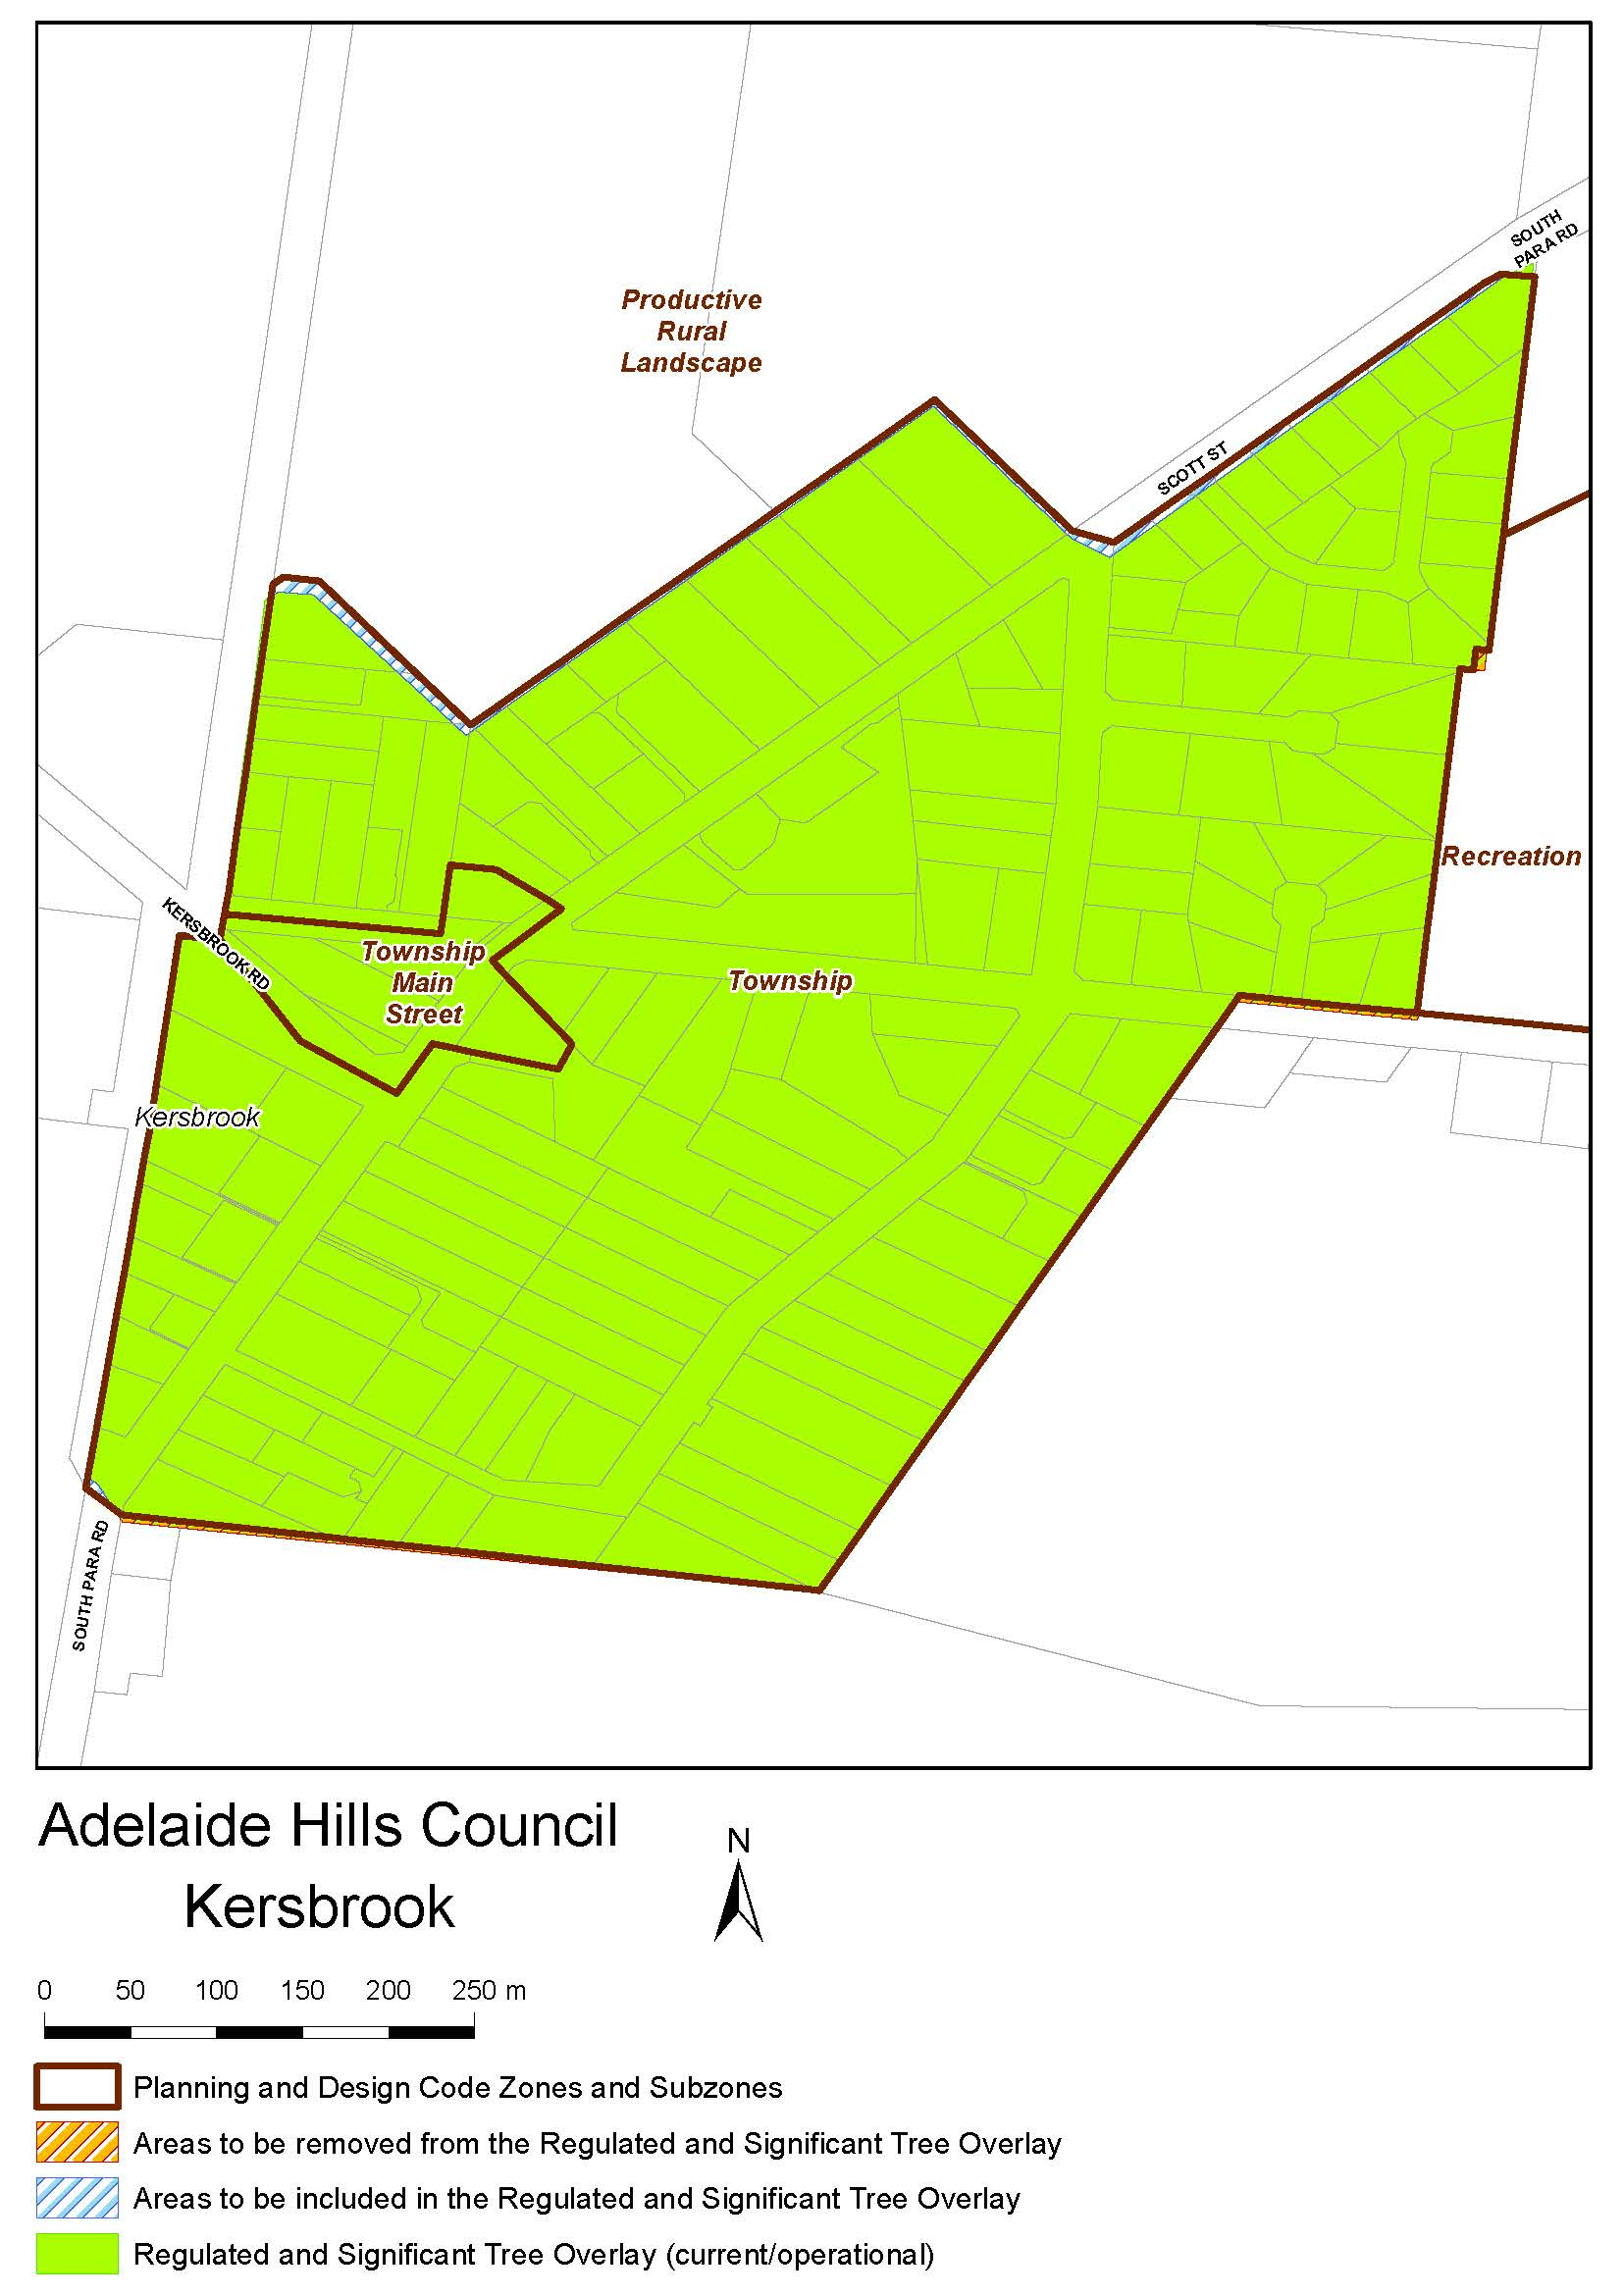 SOUTH
PARA RD
Productive
Rural
Landscape
SCOTT ST
Recreation
KERSBROOK RD
Township
Main
Street
Township
Kersbrook
SOUTH PARA RD
Adelaide Hills Council
Kersbrook
N
0 50 100 150 200 250 m
Planning and Design Code Zones and Subzones
Areas to be removed from the Regulated and Significant Tree Overlay
Areas to be included in the Regulated and Significant Tree Overlay
Regulated and Significant Tree Overlay (current/operational)